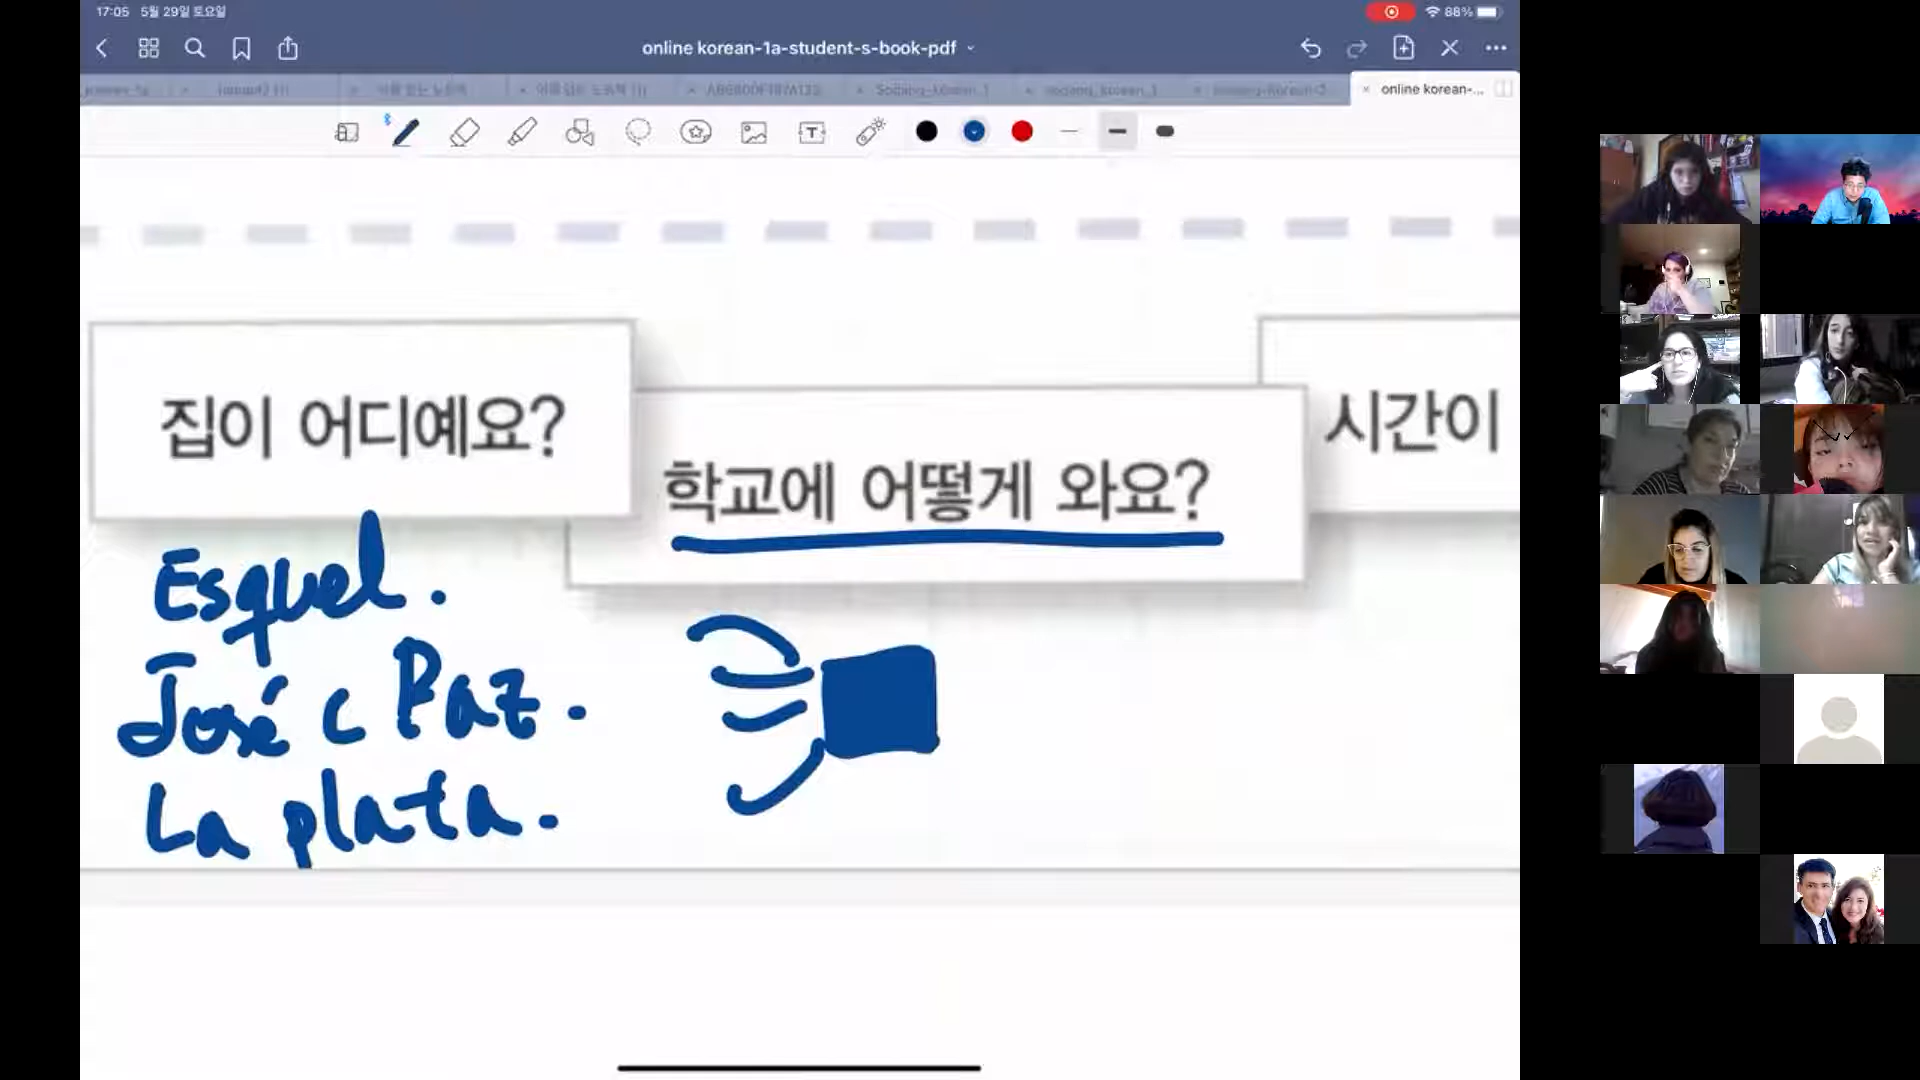 17:05 5월 29일 토요일
88%
online korean-1a-student-s-book-pdf
online korean-...
T
집이 어디예요?
학교에 어떻게 와요?
시간이
Esquel.
José c Paz.
La plata.